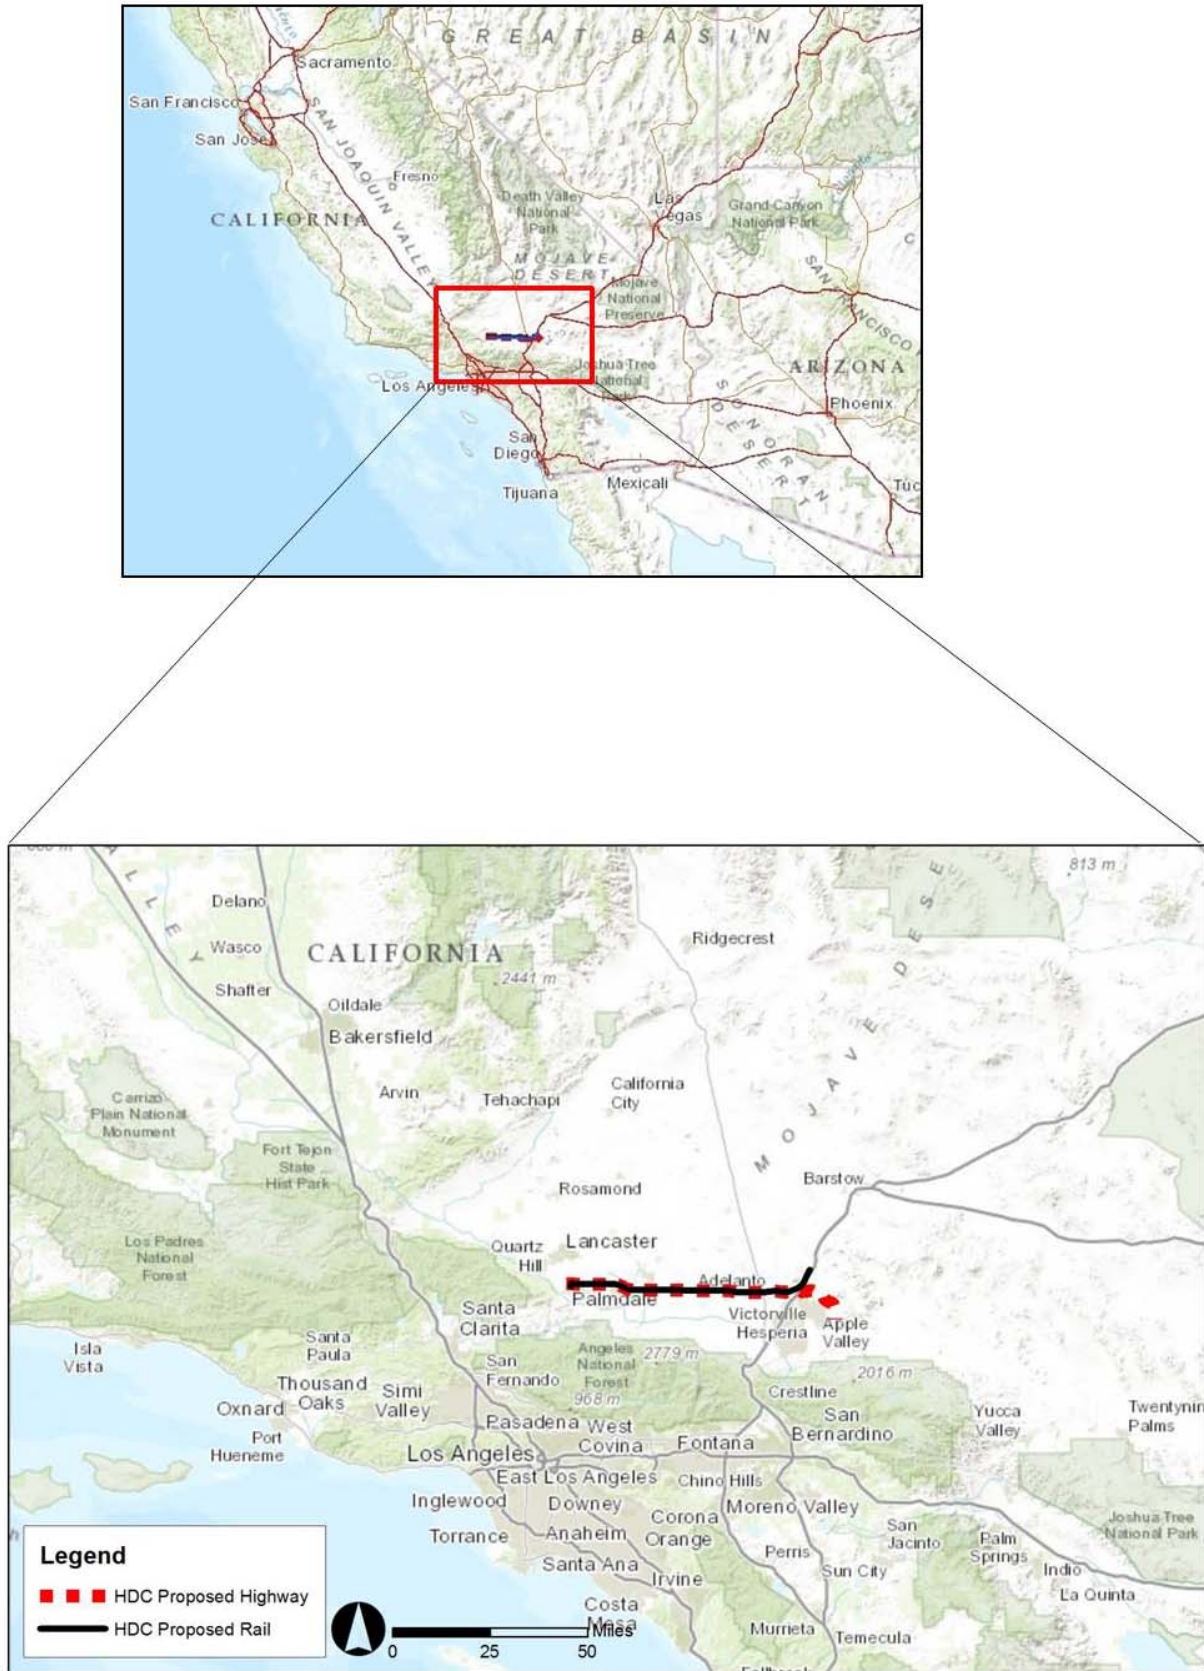 GREAT BASIN
Sacramento
San Francisco
San Jose
SAN JOAQUIN VALLEY
Fresno
CALIFORNIA
Death Valley
National
Park
Las
Vegas
Grand Canyon
National Park
MOJAVE
DESERT
Mojave
National
Preserve
SAN FRANCISCO
Joshua Tree
National
ARIZONA
Los Angeles
Phoenix
SONORAN
DESERT
San
Diego
Tijuana
Mexicali
Tuc
ALLEY
813 m
Delano
Wasco
CALIFORNIA
Ridgecrest
2441 m
Shafter
Oildale
Bakersfield
MOJAVE DESE
Carrizo
Plain National
Monument
Arvin
Tehachapi
California
City
Fort Tejon
State
Hist Park
Rosamond
Barstow
Los Padres
National
Forest
Quartz
Hill
Lancaster
Adelanto
Palmdale
Santa
Clarita
Victorville
Hesperia
Apple
Valley
Isla
Vista
Santa
Paula
San
Fernando
Angeles
National
Forest
2779 m
2016 m
Thousand
Oaks
Simi
Valley
968 m
Crestline
Oxnard
Port
Hueneme
Pasadena
West
Covina
San
Bernardino
Yucca
Valley
Twentynin
Palms
Los Angeles
Fontana
East Los Angeles
Chino Hills
Inglewood
Downey
Corona
Moreno Valley
Torrance
Anaheim
Orange
San
Jacinto
Palm
Springs
Joshua Tree
National Park
Santa Ana
Irvine
Perris
Sun City
Indio
La Quinta
Costa
Mesa
Murrieta
Temecula
Legend
HDC Proposed Highway
HDC Proposed Rail
0 25 50 Miles